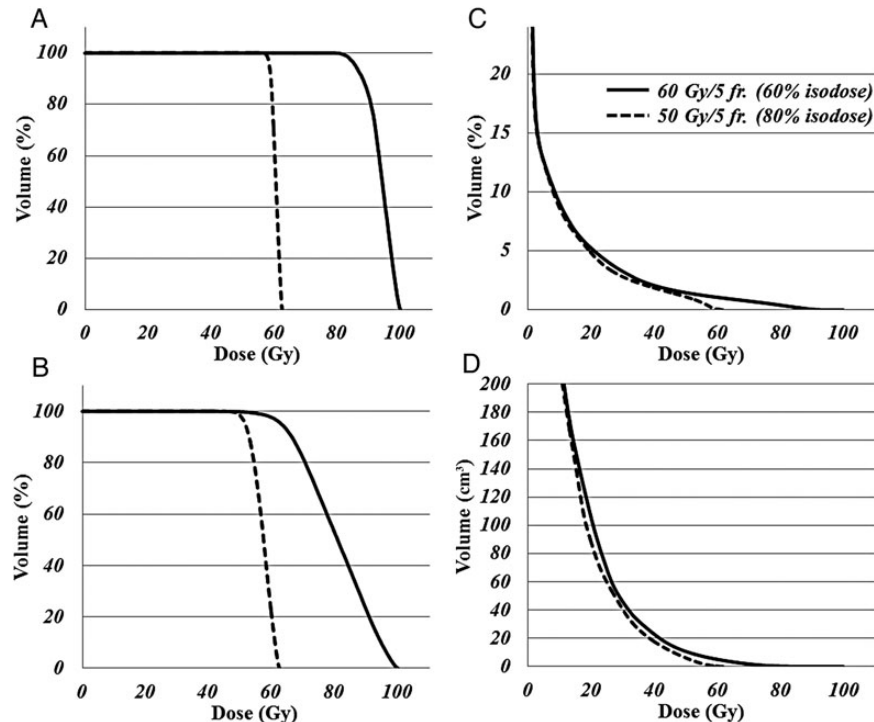 A
100
80
60
40
20
0
Volume (%)
0 20 40 60 80 100
Dose (Gy)
C
20
15
10
5
0
Volume (%)
60 Gy/5 fr. (60% isodose)
50 Gy/5 fr. (80% isodose)
0 20 40 60 80 100
Dose (Gy)
B
100
80
60
40
20
0
Volume (%)
0 20 40 60 80 100
Dose (Gy)
D
200
180
160
140
120
100
80
60
40
20
0
Volume (cm³)
0 20 40 60 80 100
Dose (Gy)